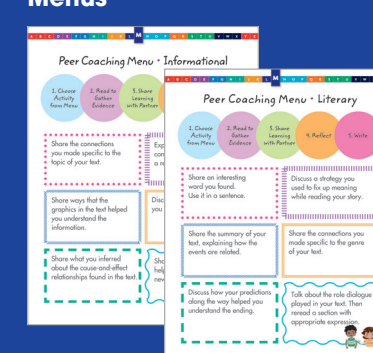 Menus
A B C D E F G H I J K L M N O P Q R S T U V W X Y Z
Peer Coaching Menu • Informational
1. Choose
Activity
from Menu
2. Read to
Gather
Evidence
3. Share
Learning
with Partner
Share the connections
you made specific to the
topic of your text.
Share ways that the
graphics in the text helped
you understand the
information.
Share what you inferred
about the cause-and-effect
relationships found in the text.
Peer Coaching Menu • Literary
1. Choose
Activity
from Menu
2. Read to
Gather
Evidence
3. Share
Learning
with Partner
4. Reflect
5. Write
Share an interesting
word you found.
Use it in a sentence.
Discuss a strategy you
used to fix up meaning
while reading your story.
Share the summary of your
text, explaining how the
events are related.
Share the connections you
made specific to the genre
of your text.
Discuss how your predictions
along the way helped you
understand the ending.
Talk about the role dialogue
played in your text. Then
reread a section with
appropriate expression.